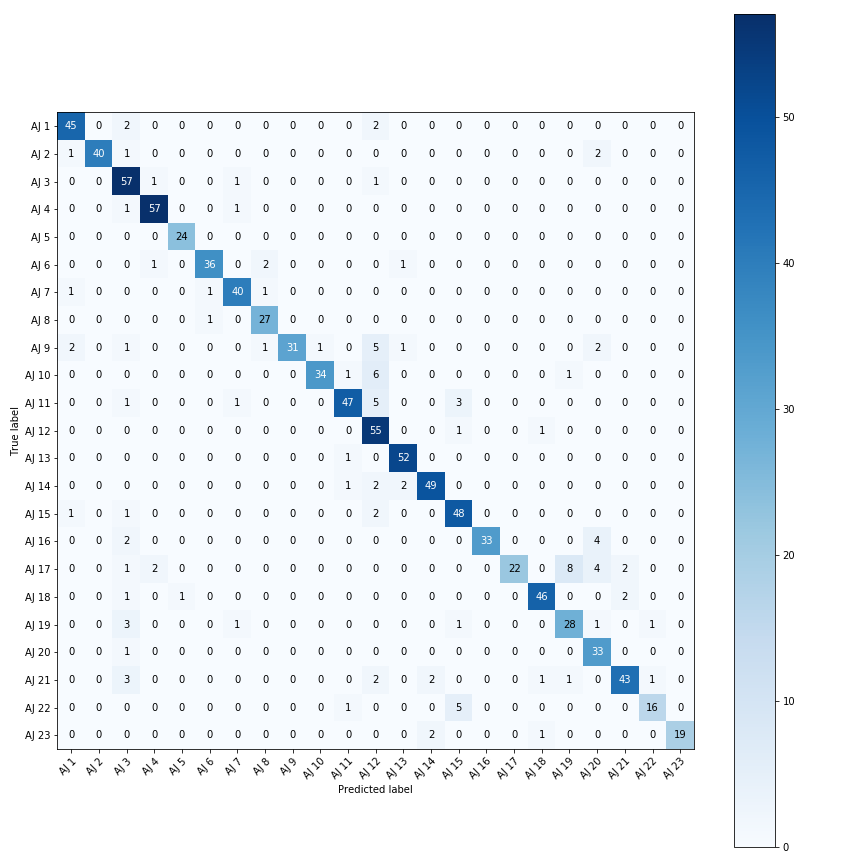 AJ 1 45 0 2 0 0 0 0 0 0 0 0 2 0 0 0 0 0 0 0 0 0 0 0
AJ 2 1 40 1 0 0 0 0 0 0 0 0 0 0 0 0 0 0 0 0 2 0 0 0
AJ 3 0 0 57 1 0 0 1 0 0 0 0 1 0 0 0 0 0 0 0 0 0 0 0
AJ 4 0 0 1 57 0 0 1 0 0 0 0 0 0 0 0 0 0 0 0 0 0 0 0
AJ 5 0 0 0 0 24 0 0 0 0 0 0 0 0 0 0 0 0 0 0 0 0 0 0
AJ 6 0 0 0 1 0 36 0 2 0 0 0 0 1 0 0 0 0 0 0 0 0 0 0
AJ 7 1 0 0 0 0 1 40 1 0 0 0 0 0 0 0 0 0 0 0 0 0 0 0
AJ 8 0 0 0 0 0 1 0 27 0 0 0 0 0 0 0 0 0 0 0 0 0 0 0
AJ 9 2 0 1 0 0 0 0 1 31 1 0 5 1 0 0 0 0 0 0 2 0 0 0
AJ 10 0 0 0 0 0 0 0 0 0 34 1 6 0 0 0 0 0 0 1 0 0 0 0
AJ 11 0 0 1 0 0 0 1 0 0 0 47 5 0 0 3 0 0 0 0 0 0 0 0
AJ 12 0 0 0 0 0 0 0 0 0 0 0 55 0 0 1 0 0 1 0 0 0 0 0
AJ 13 0 0 0 0 0 0 0 0 0 0 1 0 52 0 0 0 0 0 0 0 0 0 0
AJ 14 0 0 0 0 0 0 0 0 0 0 1 2 2 49 0 0 0 0 0 0 0 0 0
AJ 15 1 0 1 0 0 0 0 0 0 0 0 2 0 0 48 0 0 0 0 0 0 0 0
AJ 16 0 0 2 0 0 0 0 0 0 0 0 0 0 0 0 33 0 0 0 4 0 0 0
AJ 17 0 0 1 2 0 0 0 0 0 0 0 0 0 0 0 0 22 0 8 4 2 0 0
AJ 18 0 0 1 0 1 0 0 0 0 0 0 0 0 0 0 0 0 46 0 0 2 0 0
AJ 19 0 0 3 0 0 0 1 0 0 0 0 0 0 0 1 0 0 0 28 1 0 1 0
AJ 20 0 0 1 0 0 0 0 0 0 0 0 0 0 0 0 0 0 0 0 33 0 0 0
AJ 21 0 0 3 0 0 0 0 0 0 0 0 2 0 2 0 0 0 1 1 0 43 1 0
AJ 22 0 0 0 0 0 0 0 0 0 0 1 0 0 0 5 0 0 0 0 0 0 16 0
AJ 23 0 0 0 0 0 0 0 0 0 0 0 0 0 2 0 0 0 1 0 0 0 0 19
AJ 1 AJ 2 AJ 3 AJ 4 AJ 5 AJ 6 AJ 7 AJ 8 AJ 9 AJ 10 AJ 11 AJ 12 AJ 13 AJ 14 AJ 15 AJ 16 AJ 17 AJ 18 AJ 19 AJ 20 AJ 21 AJ 22 AJ 23
Predicted label
True label
50
40
30
20
10
0